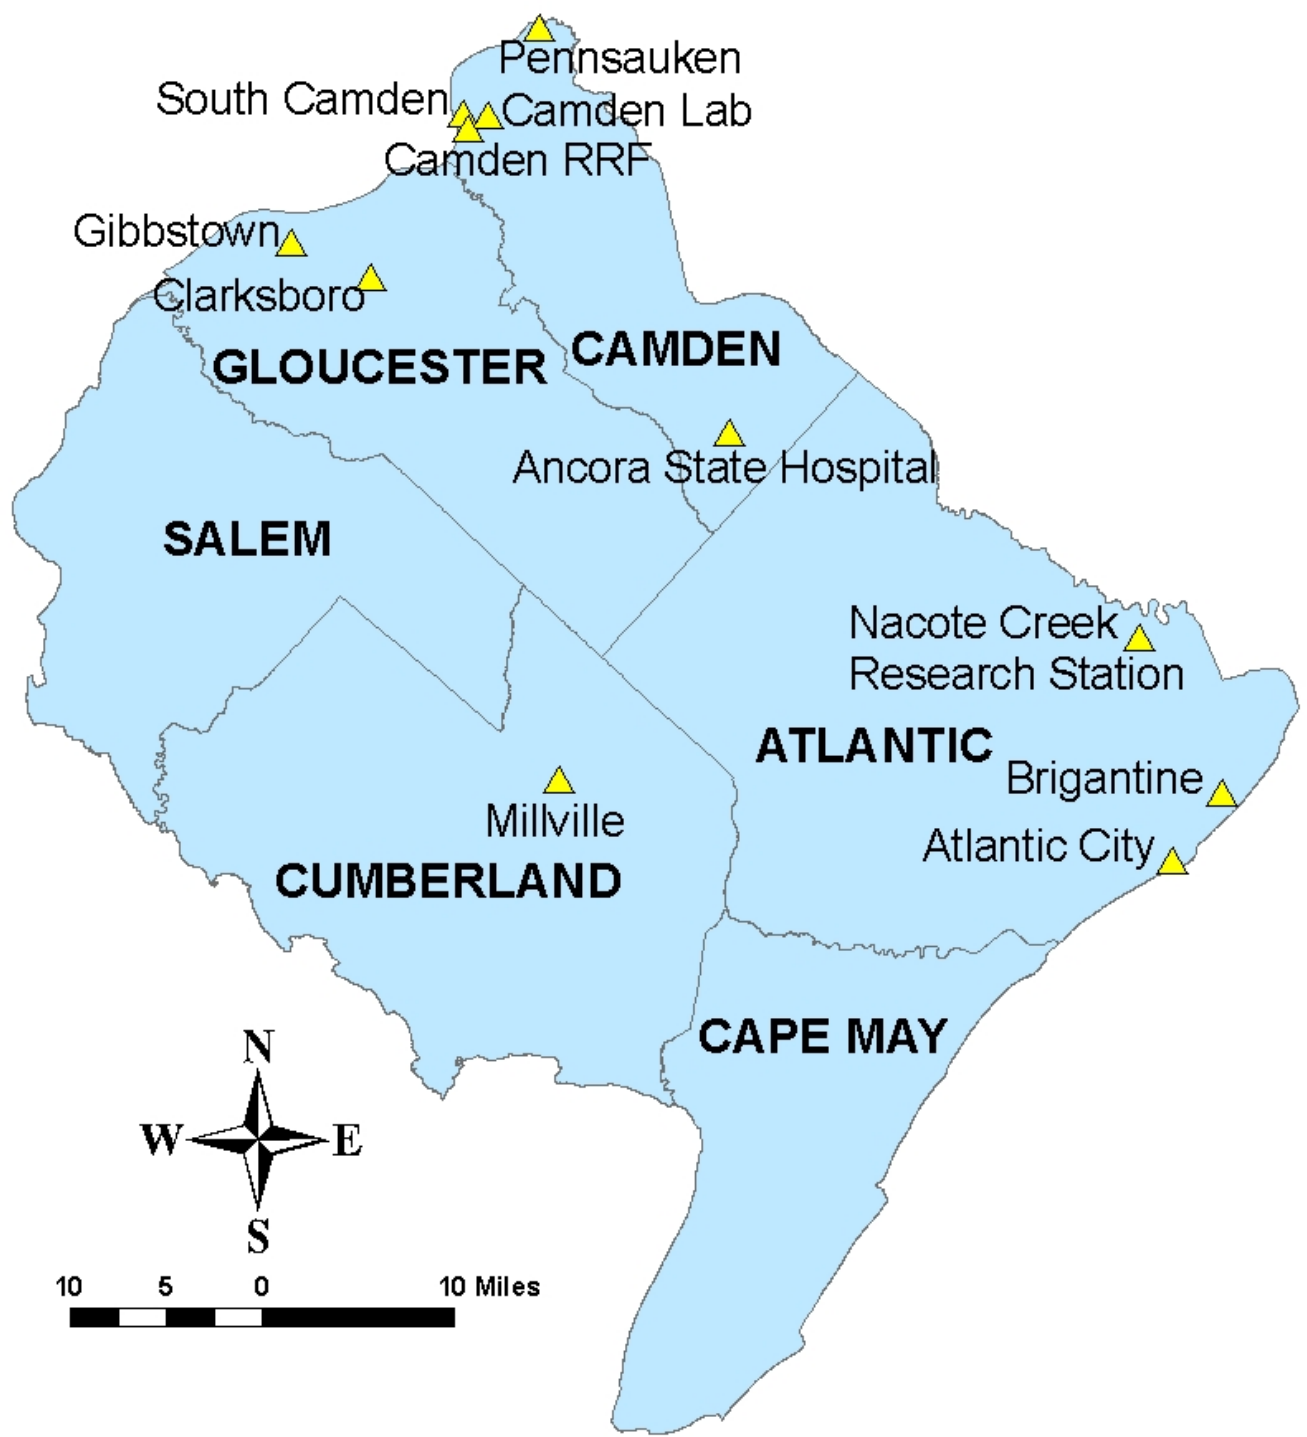 Pennsauken
South Camden
Camden Lab
Camden RRF
Gibbstown
Clarksboro
GLOUCESTER
CAMDEN
Ancora State Hospital
SALEM
Nacote Creek
Research Station
ATLANTIC
Brigantine
Millville
Atlantic City
CUMBERLAND
CAPE MAY
N
W
E
S
10 5 0 10 Miles